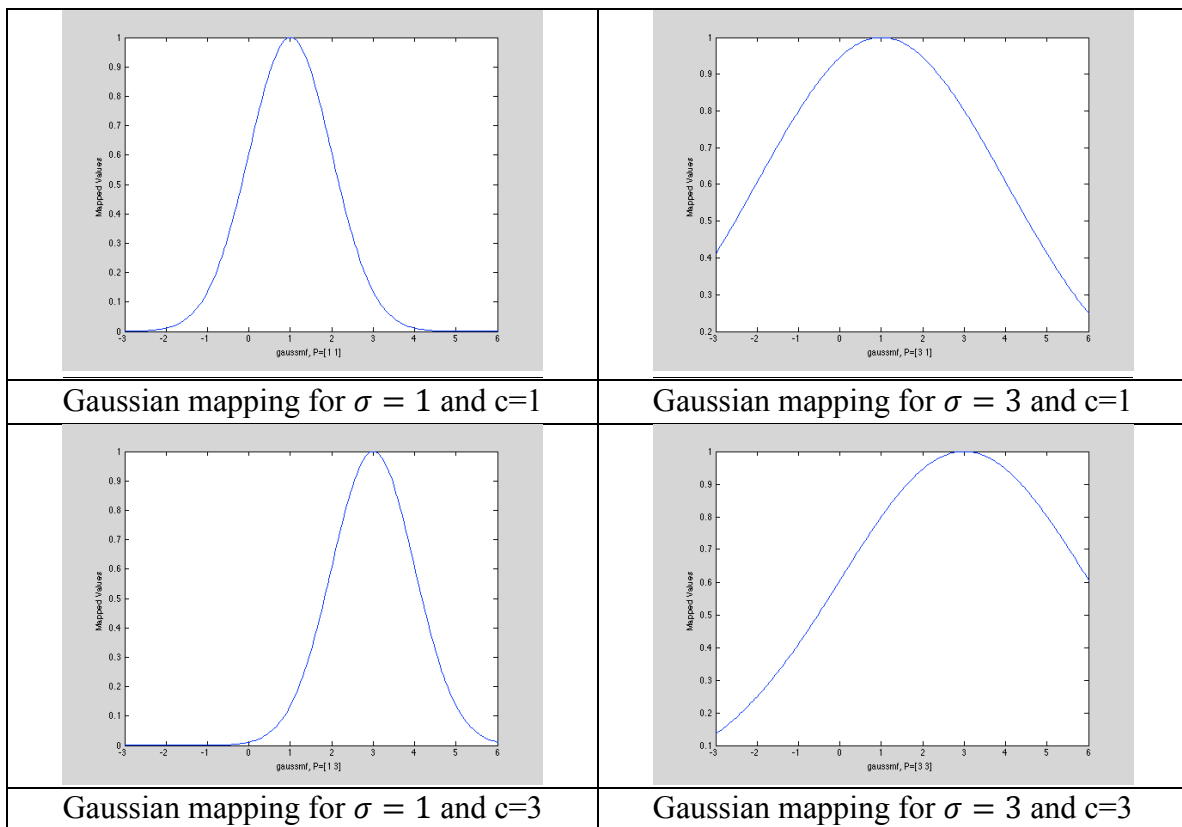 1
0.9
0.8
0.7
0.6
0.5
0.4
0.3
0.2
0.1
0
Mapped Values
-3 -2 -1 0 1 2 3 4 5 6
gaussmf, P=[1 1]
1
0.9
0.8
0.7
0.6
0.5
0.4
0.3
0.2
Mapped Values
-3 -2 -1 0 1 2 3 4 5 6
gaussmf, P=[3 1]
Gaussian mapping for 𝜎 = 1 and c=1
Gaussian mapping for 𝜎 = 3 and c=1
1
0.9
0.8
0.7
0.6
0.5
0.4
0.3
0.2
0.1
0
Mapped Values
-3 -2 -1 0 1 2 3 4 5 6
gaussmf, P=[1 3]
1
0.9
0.8
0.7
0.6
0.5
0.4
0.3
0.2
0.1
Mapped Values
-3 -2 -1 0 1 2 3 4 5 6
gaussmf, P=[3 3]
Gaussian mapping for 𝜎 = 1 and c=3
Gaussian mapping for 𝜎 = 3 and c=3